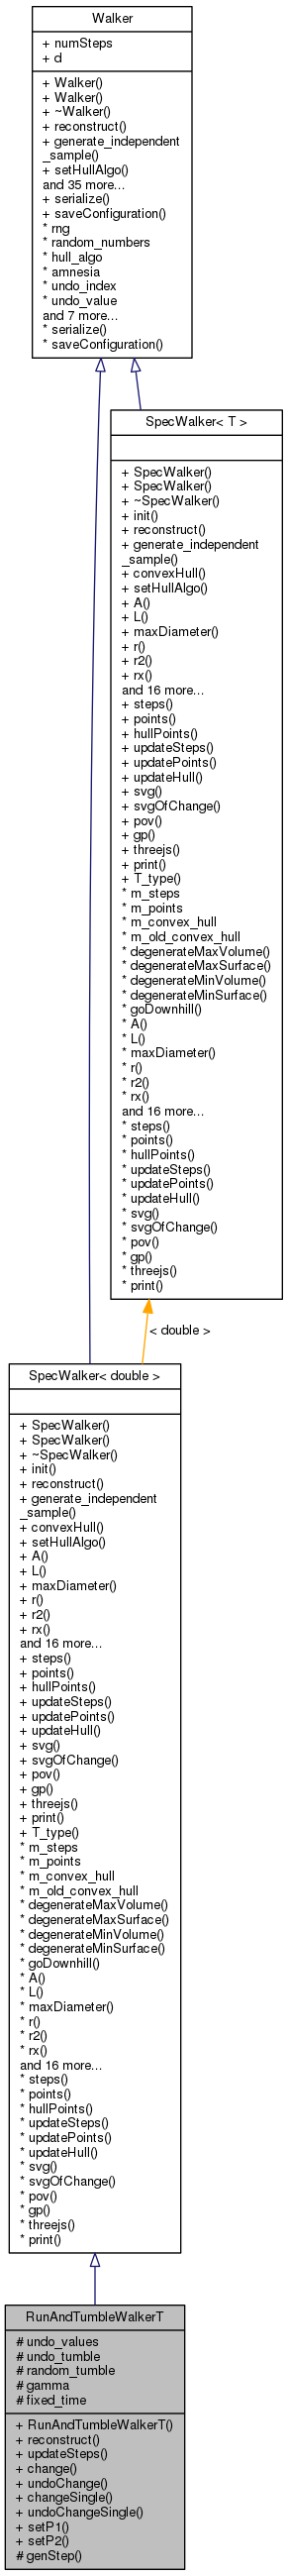 Walker
+ numSteps
+ d
+ Walker()
+ Walker()
+ ~Walker()
+ reconstruct()
+ generate_independent
_sample()
+ setHullAlgo()
and 35 more...
+ serialize()
+ saveConfiguration()
* rng
* random_numbers
* hull_algo
* amnesia
* undo_index
* undo_value
and 7 more...
* serialize()
* saveConfiguration()
SpecWalker< T >
+ SpecWalker()
+ SpecWalker()
+ ~SpecWalker()
+ init()
+ reconstruct()
+ generate_independent
_sample()
+ convexHull()
+ setHullAlgo()
+ A()
+ L()
+ maxDiameter()
+ r()
+ r2()
+ rx()
and 16 more...
+ steps()
+ points()
+ hullPoints()
+ updateSteps()
+ updatePoints()
+ updateHull()
+ svg()
+ svgOfChange()
+ pov()
+ gp()
+ threejs()
+ print()
+ T_type()
* m_steps
* m_points
* m_convex_hull
* m_old_convex_hull
* degenerateMaxVolume()
* degenerateMaxSurface()
* degenerateMinVolume()
* degenerateMinSurface()
* goDownhill()
* A()
* L()
* maxDiameter()
* r()
* r2()
* rx()
and 16 more...
* steps()
* points()
* hullPoints()
* updateSteps()
* updatePoints()
* updateHull()
* svg()
* svgOfChange()
* pov()
* gp()
* threejs()
* print()
< double >
SpecWalker< double >
+ SpecWalker()
+ SpecWalker()
+ ~SpecWalker()
+ init()
+ reconstruct()
+ generate_independent
_sample()
+ convexHull()
+ setHullAlgo()
+ A()
+ L()
+ maxDiameter()
+ r()
+ r2()
+ rx()
and 16 more...
+ steps()
+ points()
+ hullPoints()
+ updateSteps()
+ updatePoints()
+ updateHull()
+ svg()
+ svgOfChange()
+ pov()
+ gp()
+ threejs()
+ print()
+ T_type()
* m_steps
* m_points
* m_convex_hull
* m_old_convex_hull
* degenerateMaxVolume()
* degenerateMaxSurface()
* degenerateMinVolume()
* degenerateMinSurface()
* goDownhill()
* A()
* L()
* maxDiameter()
* r()
* r2()
* rx()
and 16 more...
* steps()
* points()
* hullPoints()
* updateSteps()
* updatePoints()
* updateHull()
* svg()
* svgOfChange()
* pov()
* gp()
* threejs()
* print()
RunAndTumbleWalkerT
# undo_values
# undo_tumble
# random_tumble
# gamma
# fixed_time
+ RunAndTumbleWalkerT()
+ reconstruct()
+ updateSteps()
+ change()
+ undoChange()
+ changeSingle()
+ undoChangeSingle()
+ setP1()
+ setP2()
# genStep()